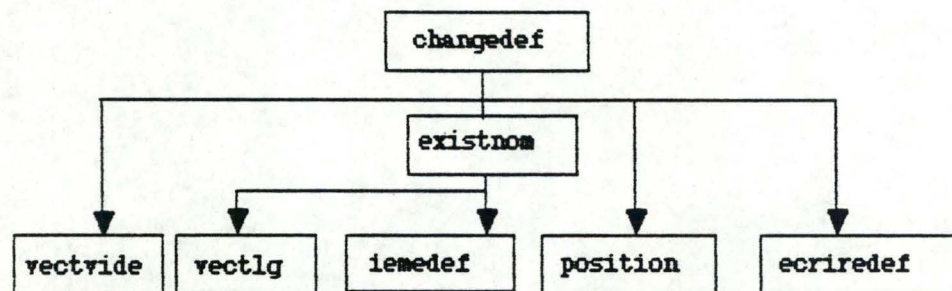 changedef
existnom
vectvide
vectlg
iemedef
position
ecriredef